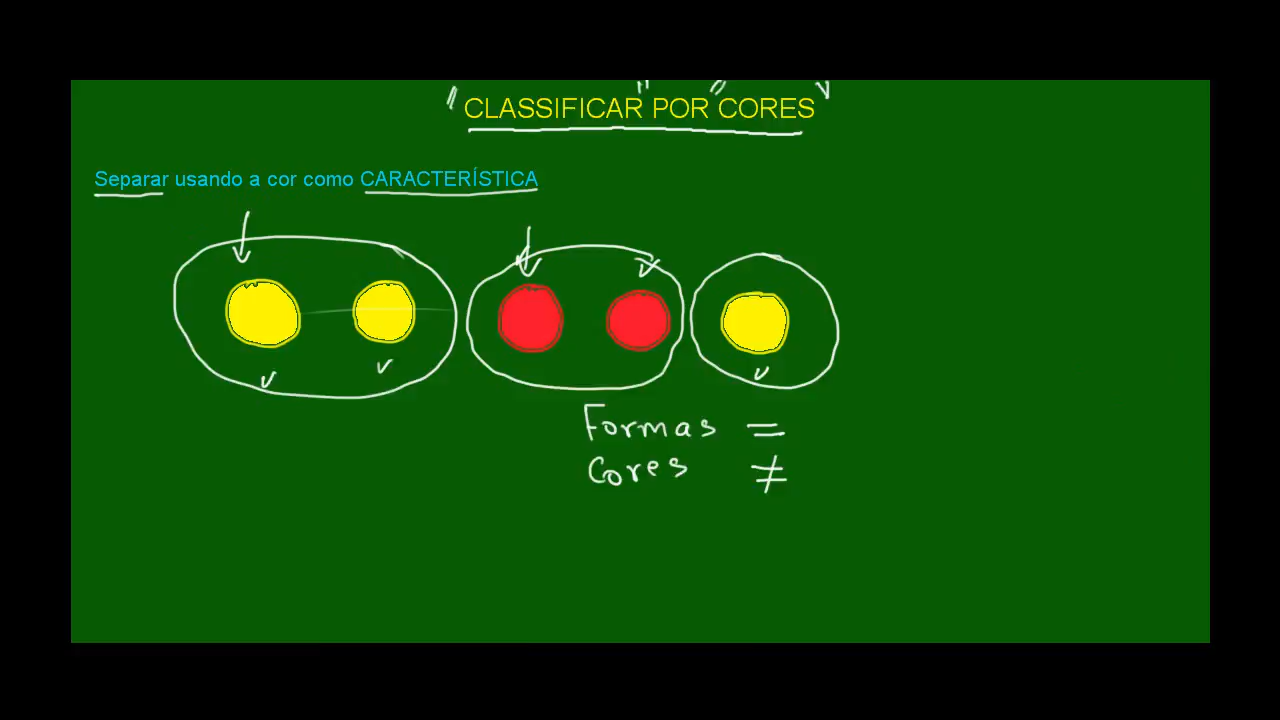 CLASSIFICAR POR CORES
Separar usando a cor como CARACTERÍSTICA
Formas =
Cores ≠